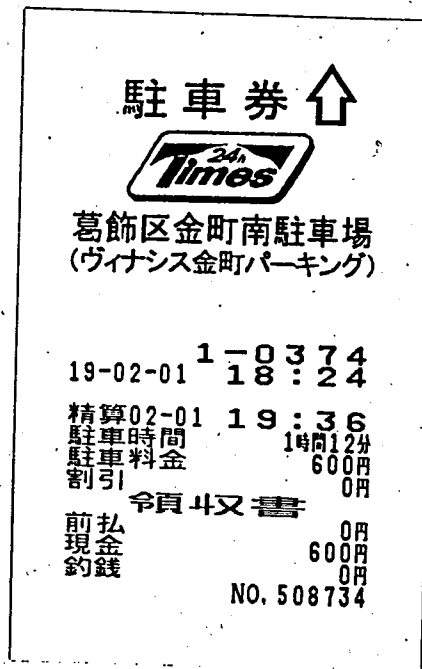 駐車券
24h
Times
葛飾区金町南駐車場
(ヴィナシス金町パーキング)
1-0374
19-02-01 18:24
精算02-01 19:36
駐車時間 1時間12分
駐車料金 600円
割引 0円
領収書
前払 0円
現金 600円
釣銭 0円
NO. 508734